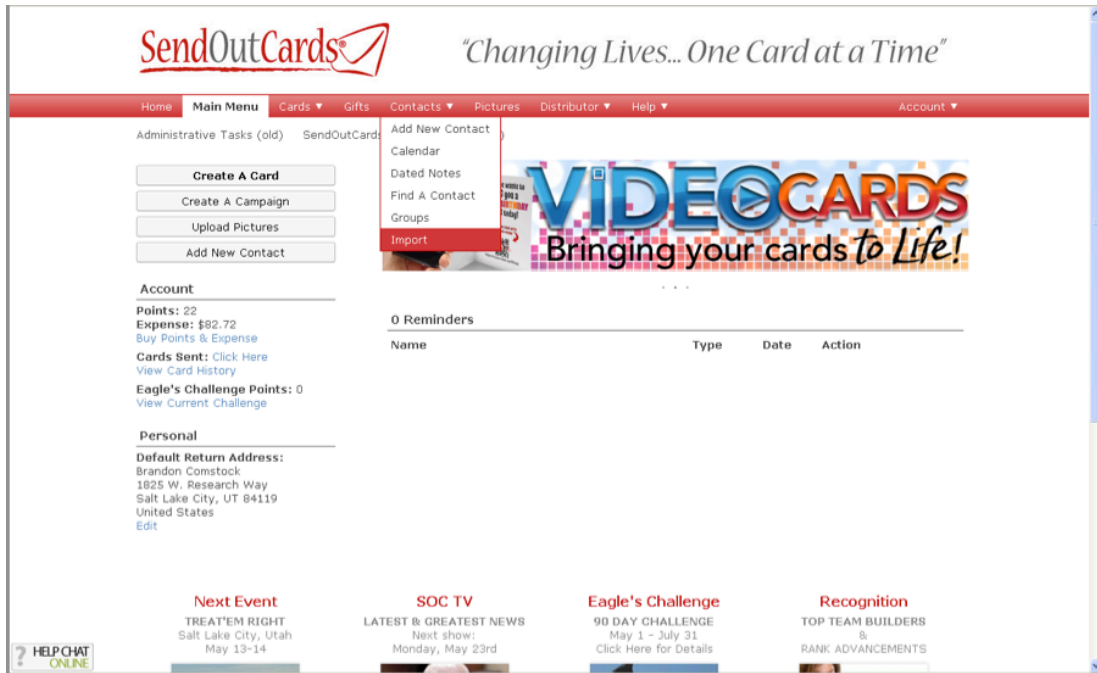 SendOutCards®
"Changing Lives... One Card at a Time"
Home Main Menu Cards ▼ Gifts Contacts ▼ Pictures Distributor ▼ Help ▼ Account ▼
Administrative Tasks (old) SendOutCards )
Add New Contact
Calendar
Dated Notes
Find A Contact
Groups
Import
Create A Card
Create A Campaign
Upload Pictures
Add New Contact
VIDEOCARDS
Bringing your cards to Life!
Account
Points: 22
Expense: $82.72
Buy Points & Expense
Cards Sent: Click Here
View Card History
Eagle's Challenge Points: 0
View Current Challenge
0 Reminders
Name Type Date Action
Personal
Default Return Address:
Brandon Comstock
1825 W. Research Way
Salt Lake City, UT 84119
United States
Edit
Next Event
TREAT'EM RIGHT
Salt Lake City, Utah
May 13-14
SOC TV
LATEST & GREATEST NEWS
Next show:
Monday, May 23rd
Eagle's Challenge
90 DAY CHALLENGE
May 1 - July 31
Click Here for Details
Recognition
TOP TEAM BUILDERS
&
RANK ADVANCEMENTS
? HELP CHAT
ONLINE